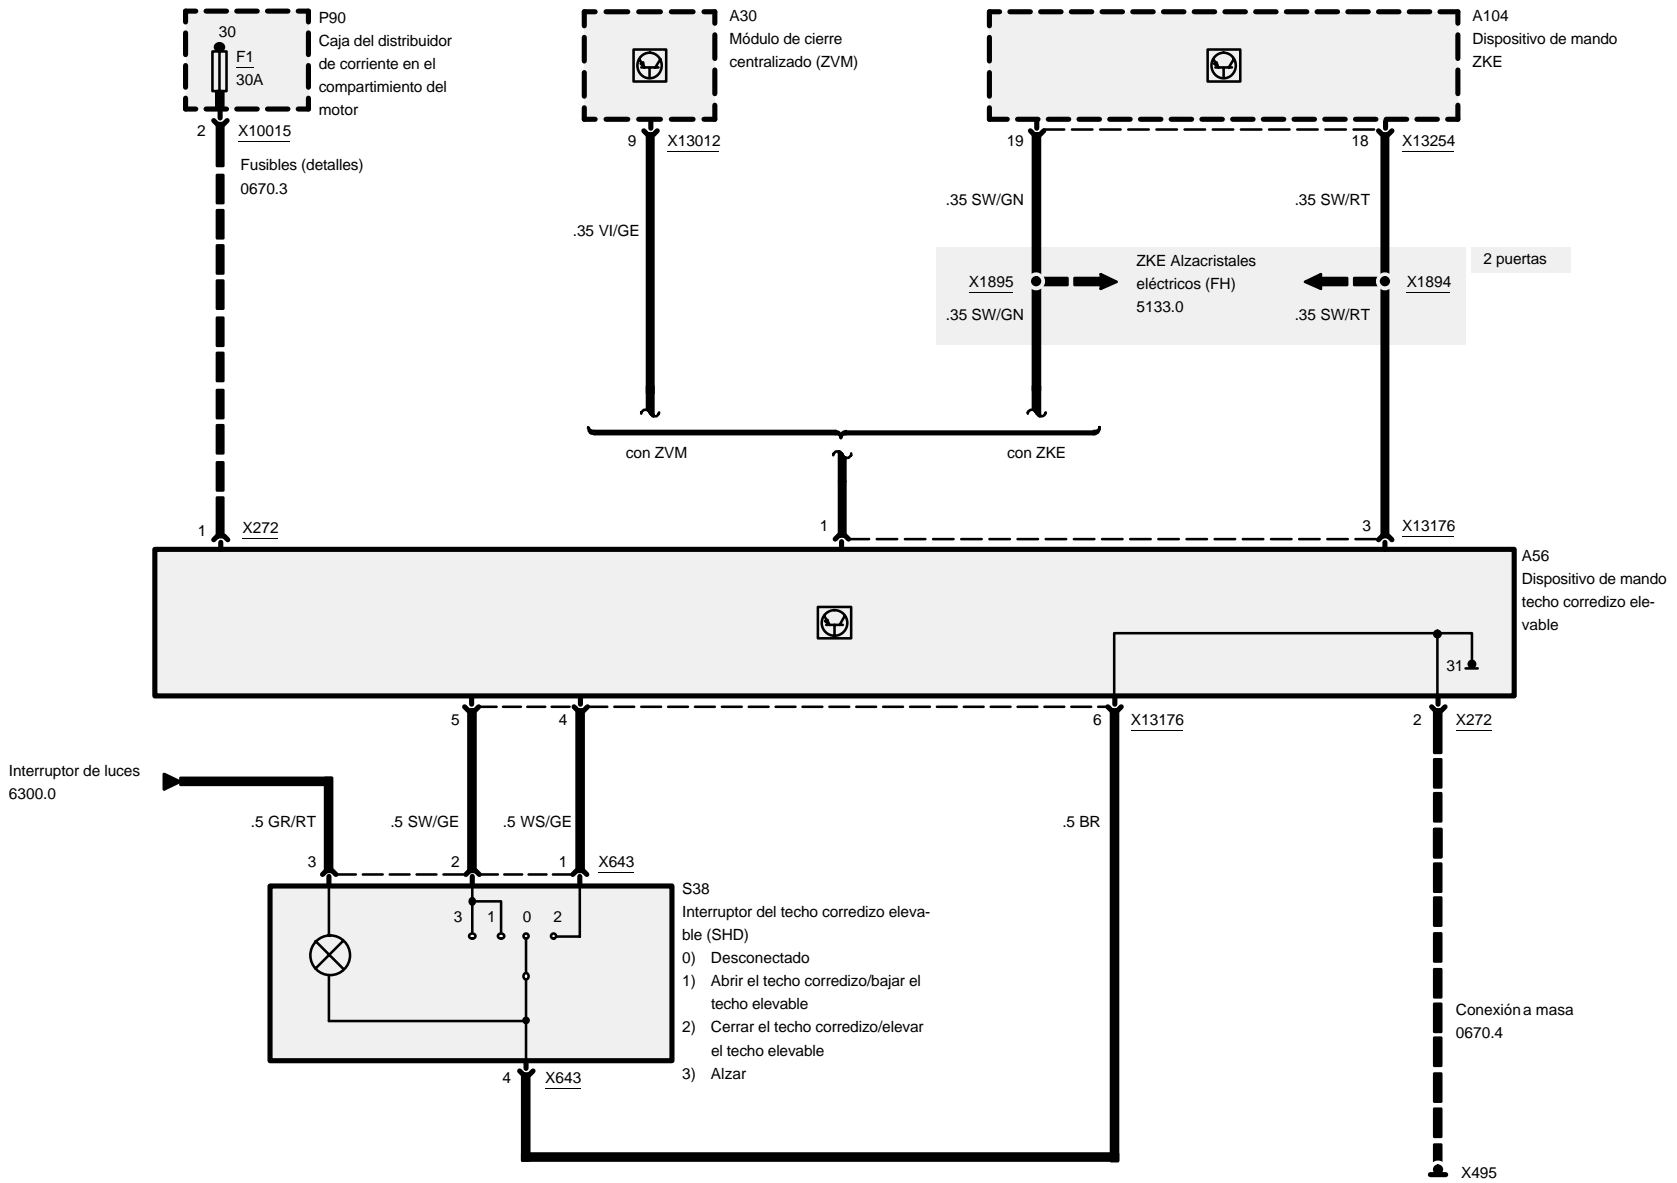 P90
Caja del distribuidor
de corriente en el
compartimiento del
motor
30
F1
30A
2 X10015
Fusibles (detalles)
0670.3
A30
Módulo de cierre
centralizado (ZVM)
9 X13012
.35 VI/GE
A104
Dispositivo de mando
ZKE
19 18 X13254
.35 SW/GN .35 SW/RT
2 puertas
X1895
ZKE Alzacristales
eléctricos (FH)
5133.0
X1894
.35 SW/GN .35 SW/RT
con ZVM con ZKE
1 X272
1 3 X13176
A56
Dispositivo de mando
techo corredizo ele-
vable
31
5 4 6 X13176
2 X272
Interruptor de luces
6300.0
.5 GR/RT .5 SW/GE .5 WS/GE .5 BR
3 2 1 X643
3 1 0 2
S38
Interruptor del techo corredizo eleva-
ble (SHD)
0) Desconectado
1) Abrir el techo corredizo/bajar el
techo elevable
2) Cerrar el techo corredizo/elevar
el techo elevable
3) Alzar
4 X643
Conexión a masa
0670.4
X495